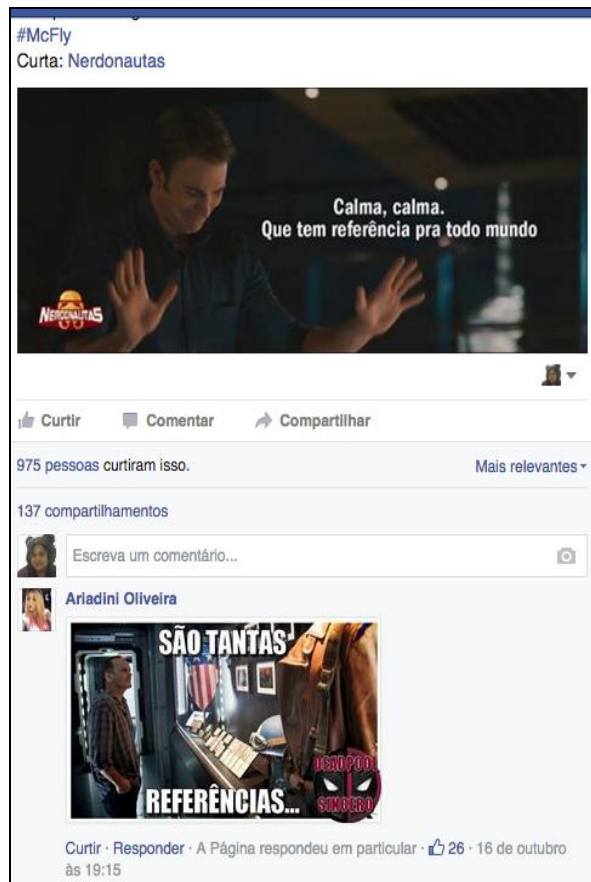 #McFly
Curta: Nerdonautas
Calma, calma.
Que tem referência pra todo mundo
NERDONAUTAS
Curtir Comentar Compartilhar
975 pessoas curtiram isso. Mais relevantes
137 compartilhamentos
Escreva um comentário...
Ariadini Oliveira
SÃO TANTAS
REFERÊNCIAS...
DEADPOOL
SINCERO
Curtir · Responder · A Página respondeu em particular · 26 · 16 de outubro
às 19:15